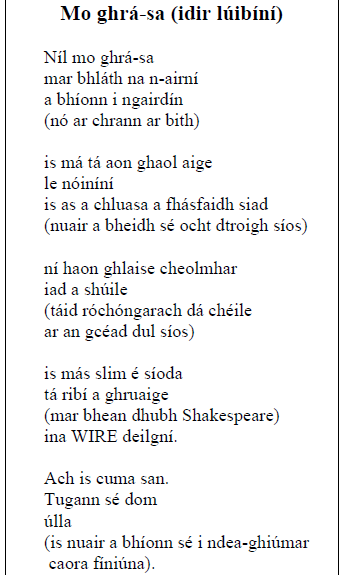 Mo ghrá-sa (idir lúibíní)
Níl mo ghrá-sa
mar bhláth na n-airní
a bhíonn i ngairdín
(nó ar chrann ar bith)
is má tá aon ghaol aige
le nóiníní
is as a chluasa a fhásfaidh siad
(nuair a bheidh sé ocht dtroigh síos)
ní haon ghlaise cheolmhar
iad a shúile
(táid róchóngarach dá chéile
ar an gcéad dul síos)
is más slim é síoda
tá ribí a ghruaige
(mar bhean dhubh Shakespeare)
ina WIRE deilgní.
Ach is cuma san.
Tugann sé dom
úlla
(is nuair a bhíonn sé i ndea-ghiúmar
caora fíniúna).